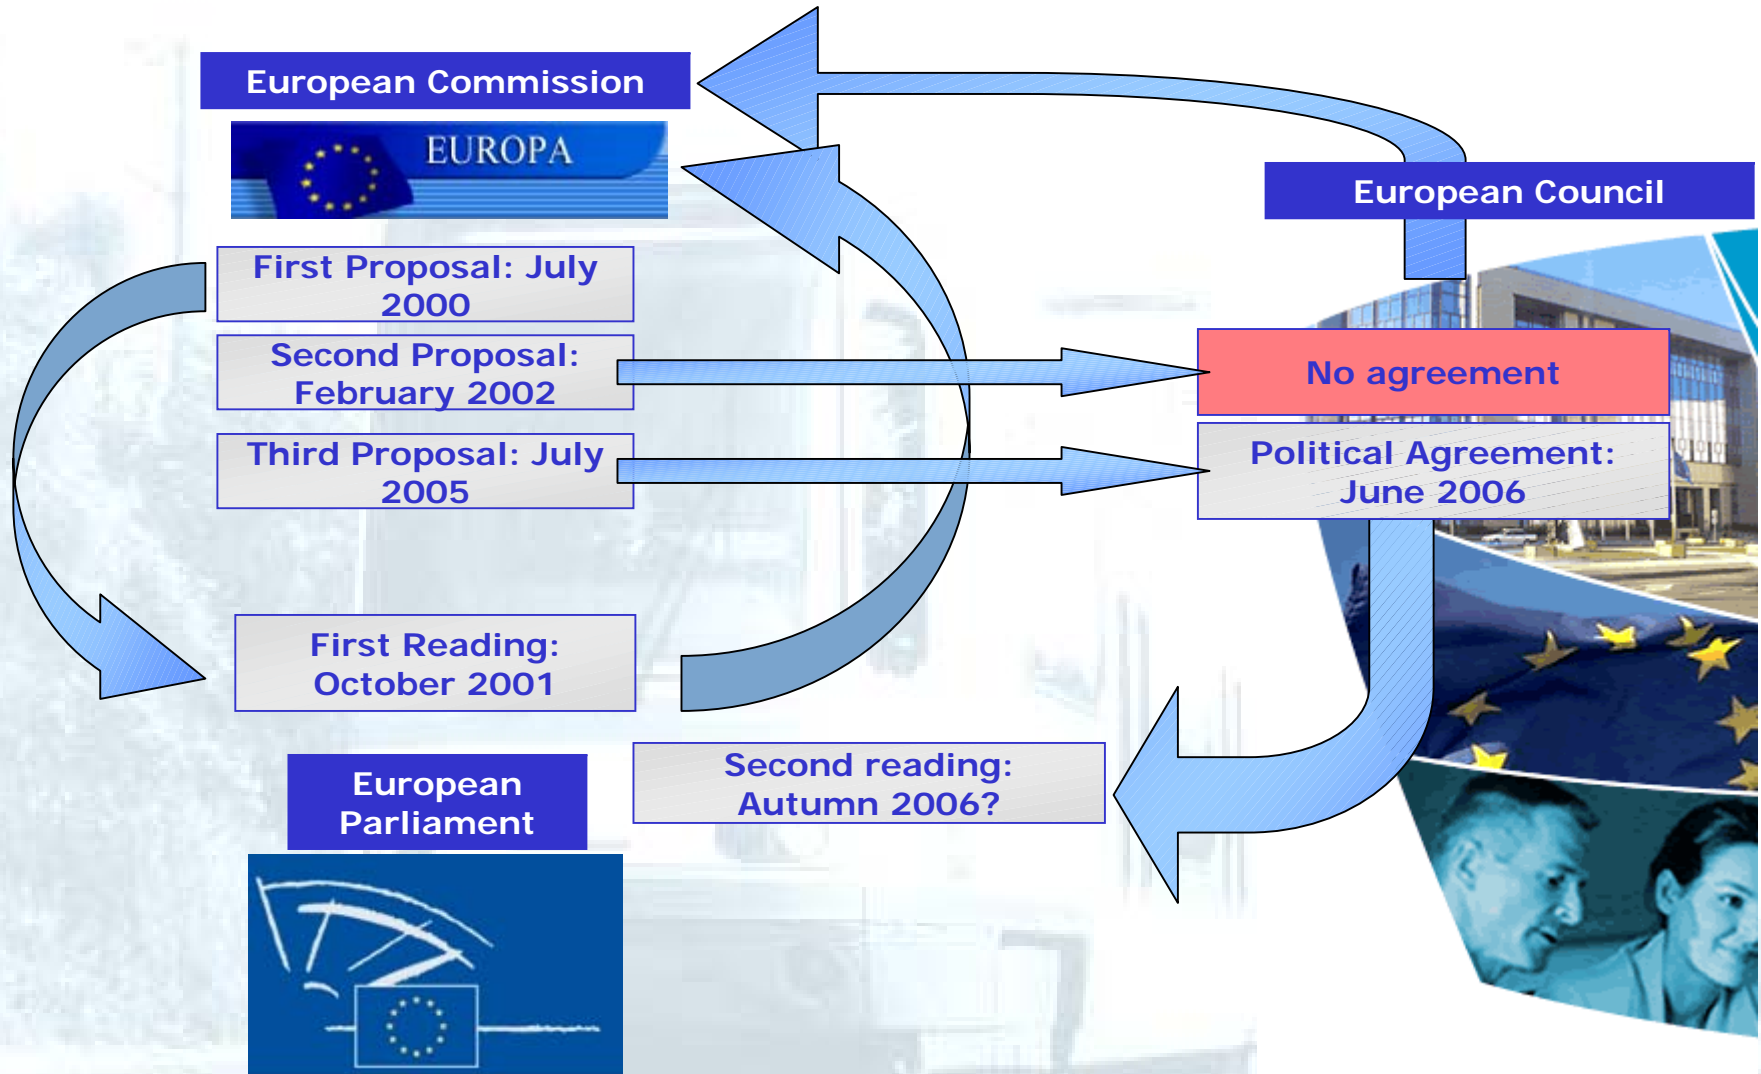 European Commission
EUROPA
European Council
First Proposal: July
2000
Second Proposal:
February 2002
No agreement
Third Proposal: July
2005
Political Agreement:
June 2006
First Reading:
October 2001
Second reading:
Autumn 2006?
European
Parliament